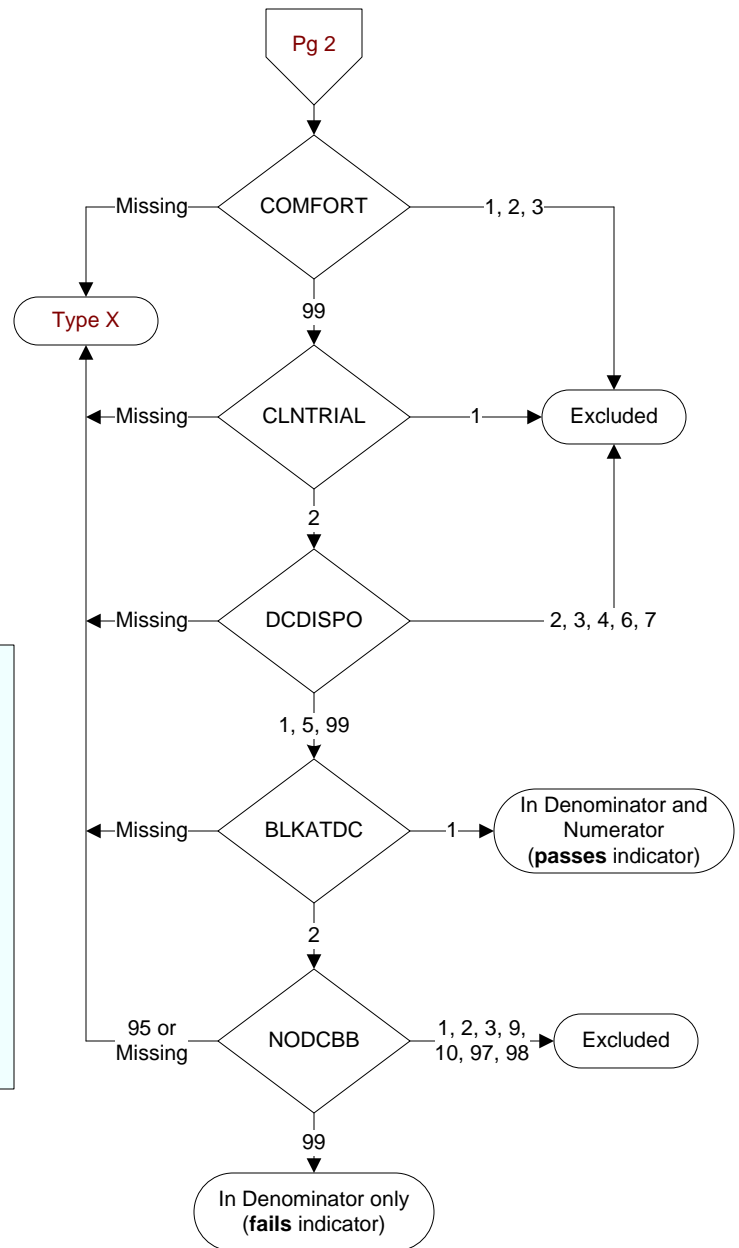 Pg 2
COMFORT
Missing
1, 2, 3
99
Type X
CLNTRIAL
Missing
1
Excluded
2
DCDISPO
Missing
2, 3, 4, 6, 7
1, 5, 99
BLKATDC
Missing
1
In Denominator and
Numerator
(passes indicator)
2
NODCBB
95 or
Missing
1, 2, 3, 9,
10, 97, 98
Excluded
99
In Denominator only
(fails indicator)